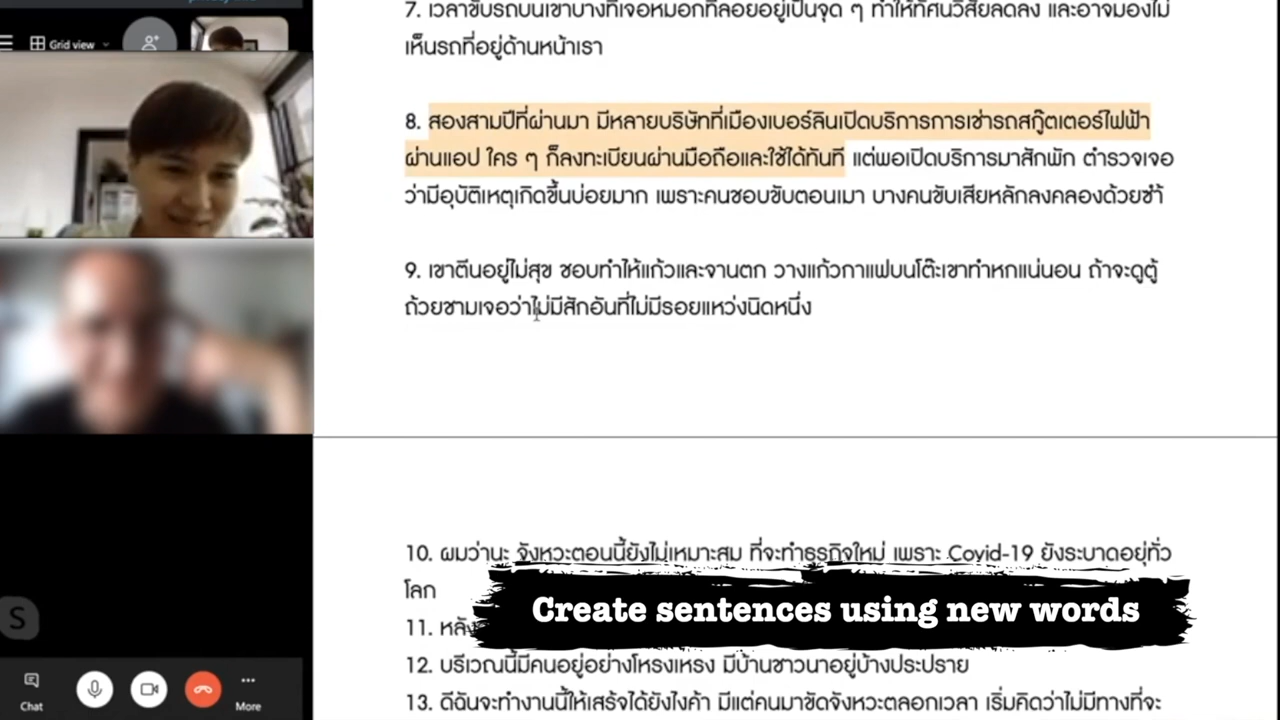 Grid view
7. เวลาขับรถบนเขาบางทีเจอหมอกที่ลอยอยู่เป็นจุด ๆ ทำให้ทัศนวิสัยลดลง และอาจมองไม่
เห็นรถที่อยู่ด้านหน้าเรา
8. สองสามปีที่ผ่านมา มีหลายบริษัทที่เมืองเบอร์ลินเปิดบริการการเช่ารถสกู๊ตเตอร์ไฟฟ้า
ผ่านแอป ใคร ๆ ก็ลงทะเบียนผ่านมือถือและใช้ได้ทันที แต่พอเปิดบริการมาสักพัก ตำรวจเจอ
ว่ามีอุบัติเหตุเกิดขึ้นบ่อยมาก เพราะคนชอบขับตอนเมา บางคนขับเสียหลักลงคลองด้วยซ้ำ
9. เขาตีนอยู่ไม่สุข ชอบทำให้แก้วและจานตก วางแก้วกาแฟบนโต๊ะเขาทำหกแน่นอน ถ้าจะดูตู้
ถ้วยชามเจอว่าไม่มีสักอันที่ไม่มีรอยแหว่งนิดหนึ่ง
10. ผมว่านะ จังหวะตอนนี้ยังไม่เหมาะสม ที่จะทำธุรกิจใหม่ เพราะ Covid-19 ยังระบาดอยู่ทั่ว
โลก
Create sentences using new words
11. หลัง
12. บริเวณนี้มีคนอยู่อย่างโหรงเหรง มีบ้านชาวนาอยู่บ้างประปราย
13. ดีฉันจะทำงานนี้ให้เสร็จได้ยังไงค้า มีแต่คนมาขัดจังหวะตลอกเวลา เริ่มคิดว่าไม่มีทางที่จะ
S
Chat
More